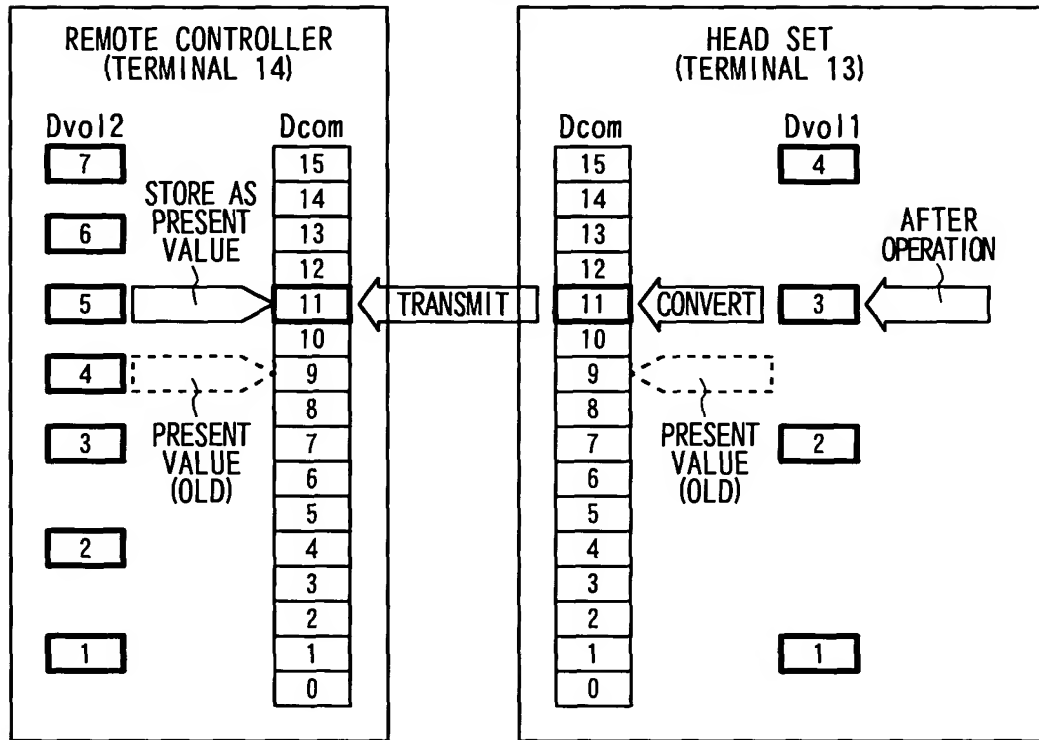 REMOTE CONTROLLER
(TERMINAL 14)
Dvol2
Dcom
7
6
5
4
3
2
1
STORE AS
PRESENT
VALUE
PRESENT
VALUE
(OLD)
15
14
13
12
11
10
9
8
7
6
5
4
3
2
1
0
TRANSMIT
HEAD SET
(TERMINAL 13)
Dcom
Dvol1
15
14
13
12
11
10
9
8
7
6
5
4
3
2
1
0
CONVERT
PRESENT
VALUE
(OLD)
4
3
2
1
AFTER
OPERATION